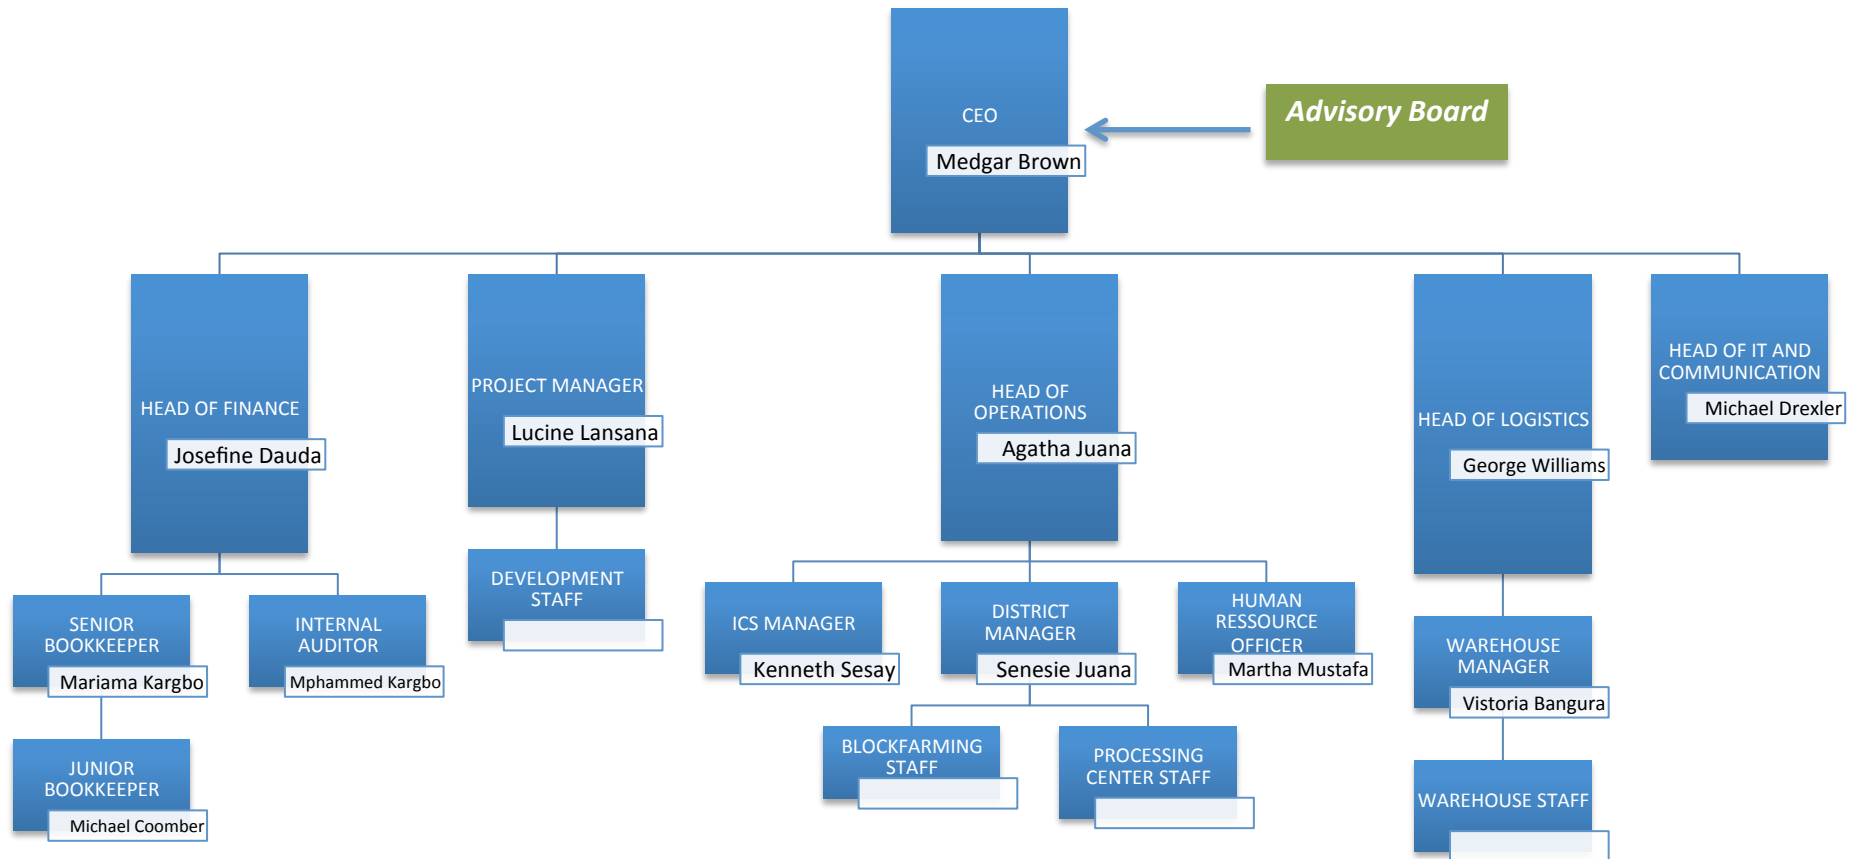 CEO
Medgar Brown
Advisory Board
HEAD OF FINANCE
Josefine Dauda
PROJECT MANAGER
Lucine Lansana
HEAD OF
OPERATIONS
Agatha Juana
HEAD OF LOGISTICS
George Williams
HEAD OF IT AND
COMMUNICATION
Michael Drexler
SENIOR
BOOKKEEPER
Mariama Kargbo
INTERNAL
AUDITOR
Mphammed Kargbo
DEVELOPMENT
STAFF
ICS MANAGER
Kenneth Sesay
DISTRICT
MANAGER
Senesie Juana
HUMAN
RESSOURCE
OFFICER
Martha Mustafa
WAREHOUSE
MANAGER
Vistoria Bangura
JUNIOR
BOOKKEEPER
Michael Coomber
BLOCKFARMING
STAFF
PROCESSING
CENTER STAFF
WAREHOUSE STAFF